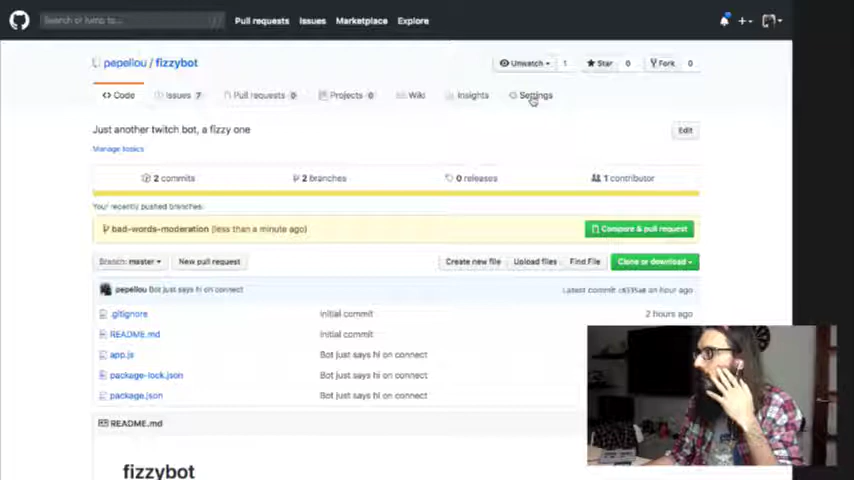 Search or jump to... / Pull requests Issues Marketplace Explore
pepellou / fizzybot Unwatch 1 Star 0 Fork 0
Code Issues 7 Pull requests 0 Projects 0 Wiki Insights Settings
Just another twitch bot, a fizzy one Edit
Manage topics
2 commits 2 branches 0 releases 1 contributor
Your recently pushed branches:
bad-words-moderation (less than a minute ago) Compare & pull request
Branch: master New pull request Create new file Upload files Find File Clone or download
pepellou Bot just says hi on connect Latest commit an hour ago
.gitignore Initial commit 2 hours ago
README.md Initial commit
app.js Bot just says hi on connect
package-lock.json Bot just says hi on connect
package.json Bot just says hi on connect
README.md
fizzybot